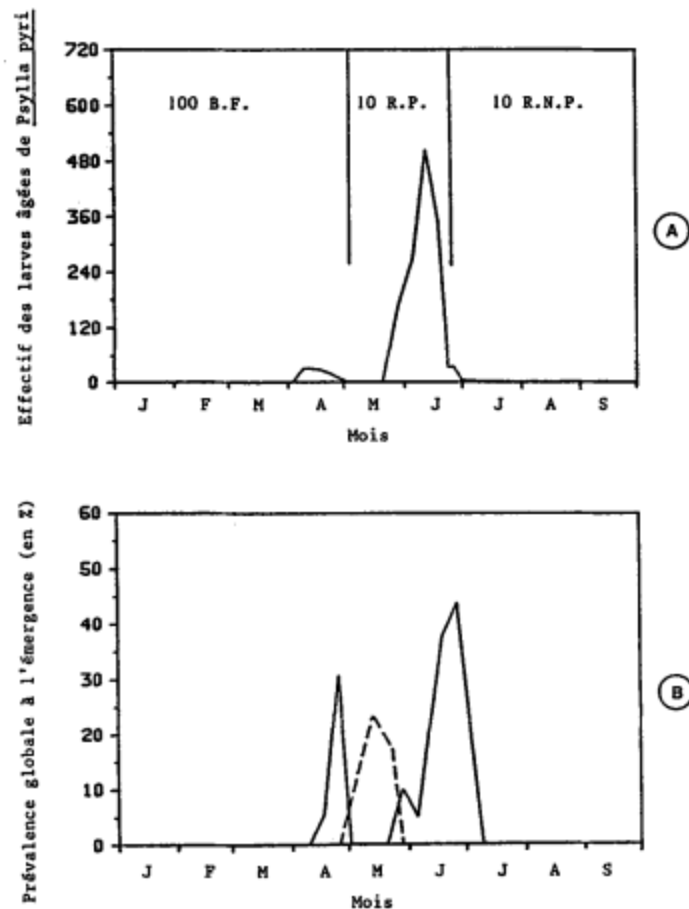 Effectif des larves âgées de Psylla pyri
720
600
480
360
240
120
0
100 B.F.
10 R.P.
10 R.N.P.
J F M A M J J A S
Mois
A
Prévalence globale à l'émergence (en %)
60
50
40
30
20
10
0
J F M A M J J A S
Mois
B